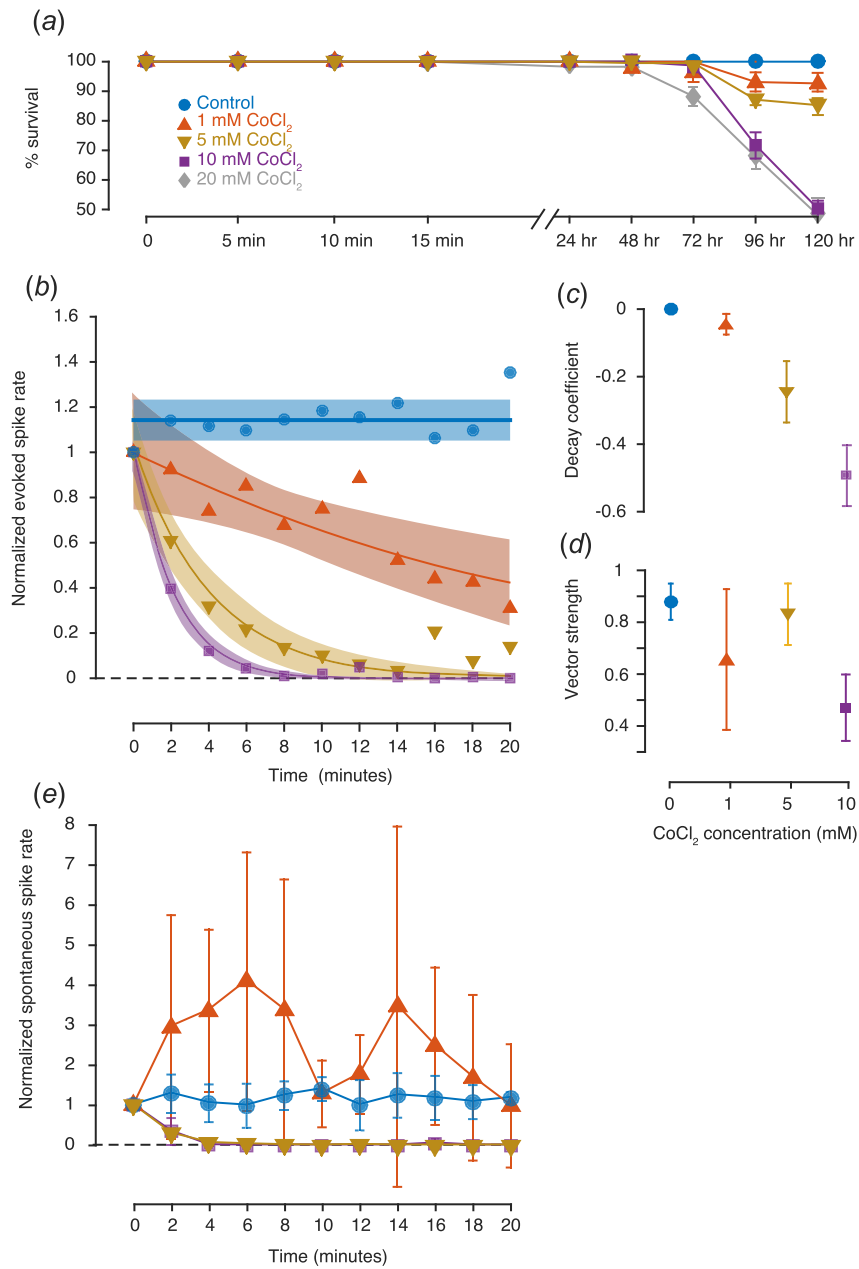 (a)
100
90
80
70
60
50
% survival
Control
1 mM CoCl2
5 mM CoCl2
10 mM CoCl2
20 mM CoCl2
0 5 min 10 min 15 min 24 hr 48 hr 72 hr 96 hr 120 hr
(b)
1.6
1.4
1.2
1.0
0.8
0.6
0.4
0.2
0
Normalized evoked spike rate
0 2 4 6 8 10 12 14 16 18 20
Time (minutes)
(c)
0
-0.2
-0.4
-0.6
Decay coefficient
(d)
1
0.8
0.6
0.4
Vector strength
0 1 5 10
CoCl2 concentration (mM)
(e)
8
7
6
5
4
3
2
1
0
Normalized spontaneous spike rate
0 2 4 6 8 10 12 14 16 18 20
Time (minutes)